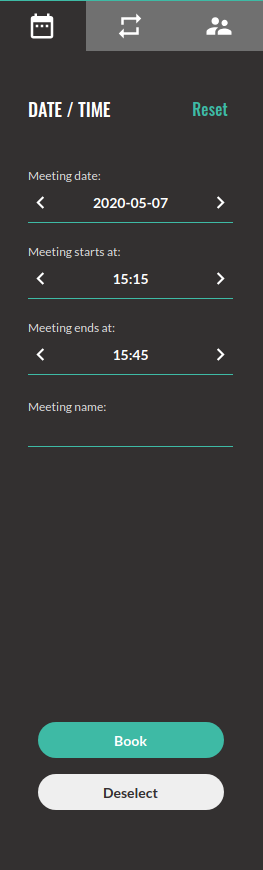 DATE / TIME Reset
Meeting date:
2020-05-07
Meeting starts at:
15:15
Meeting ends at:
15:45
Meeting name:
Book
Deselect